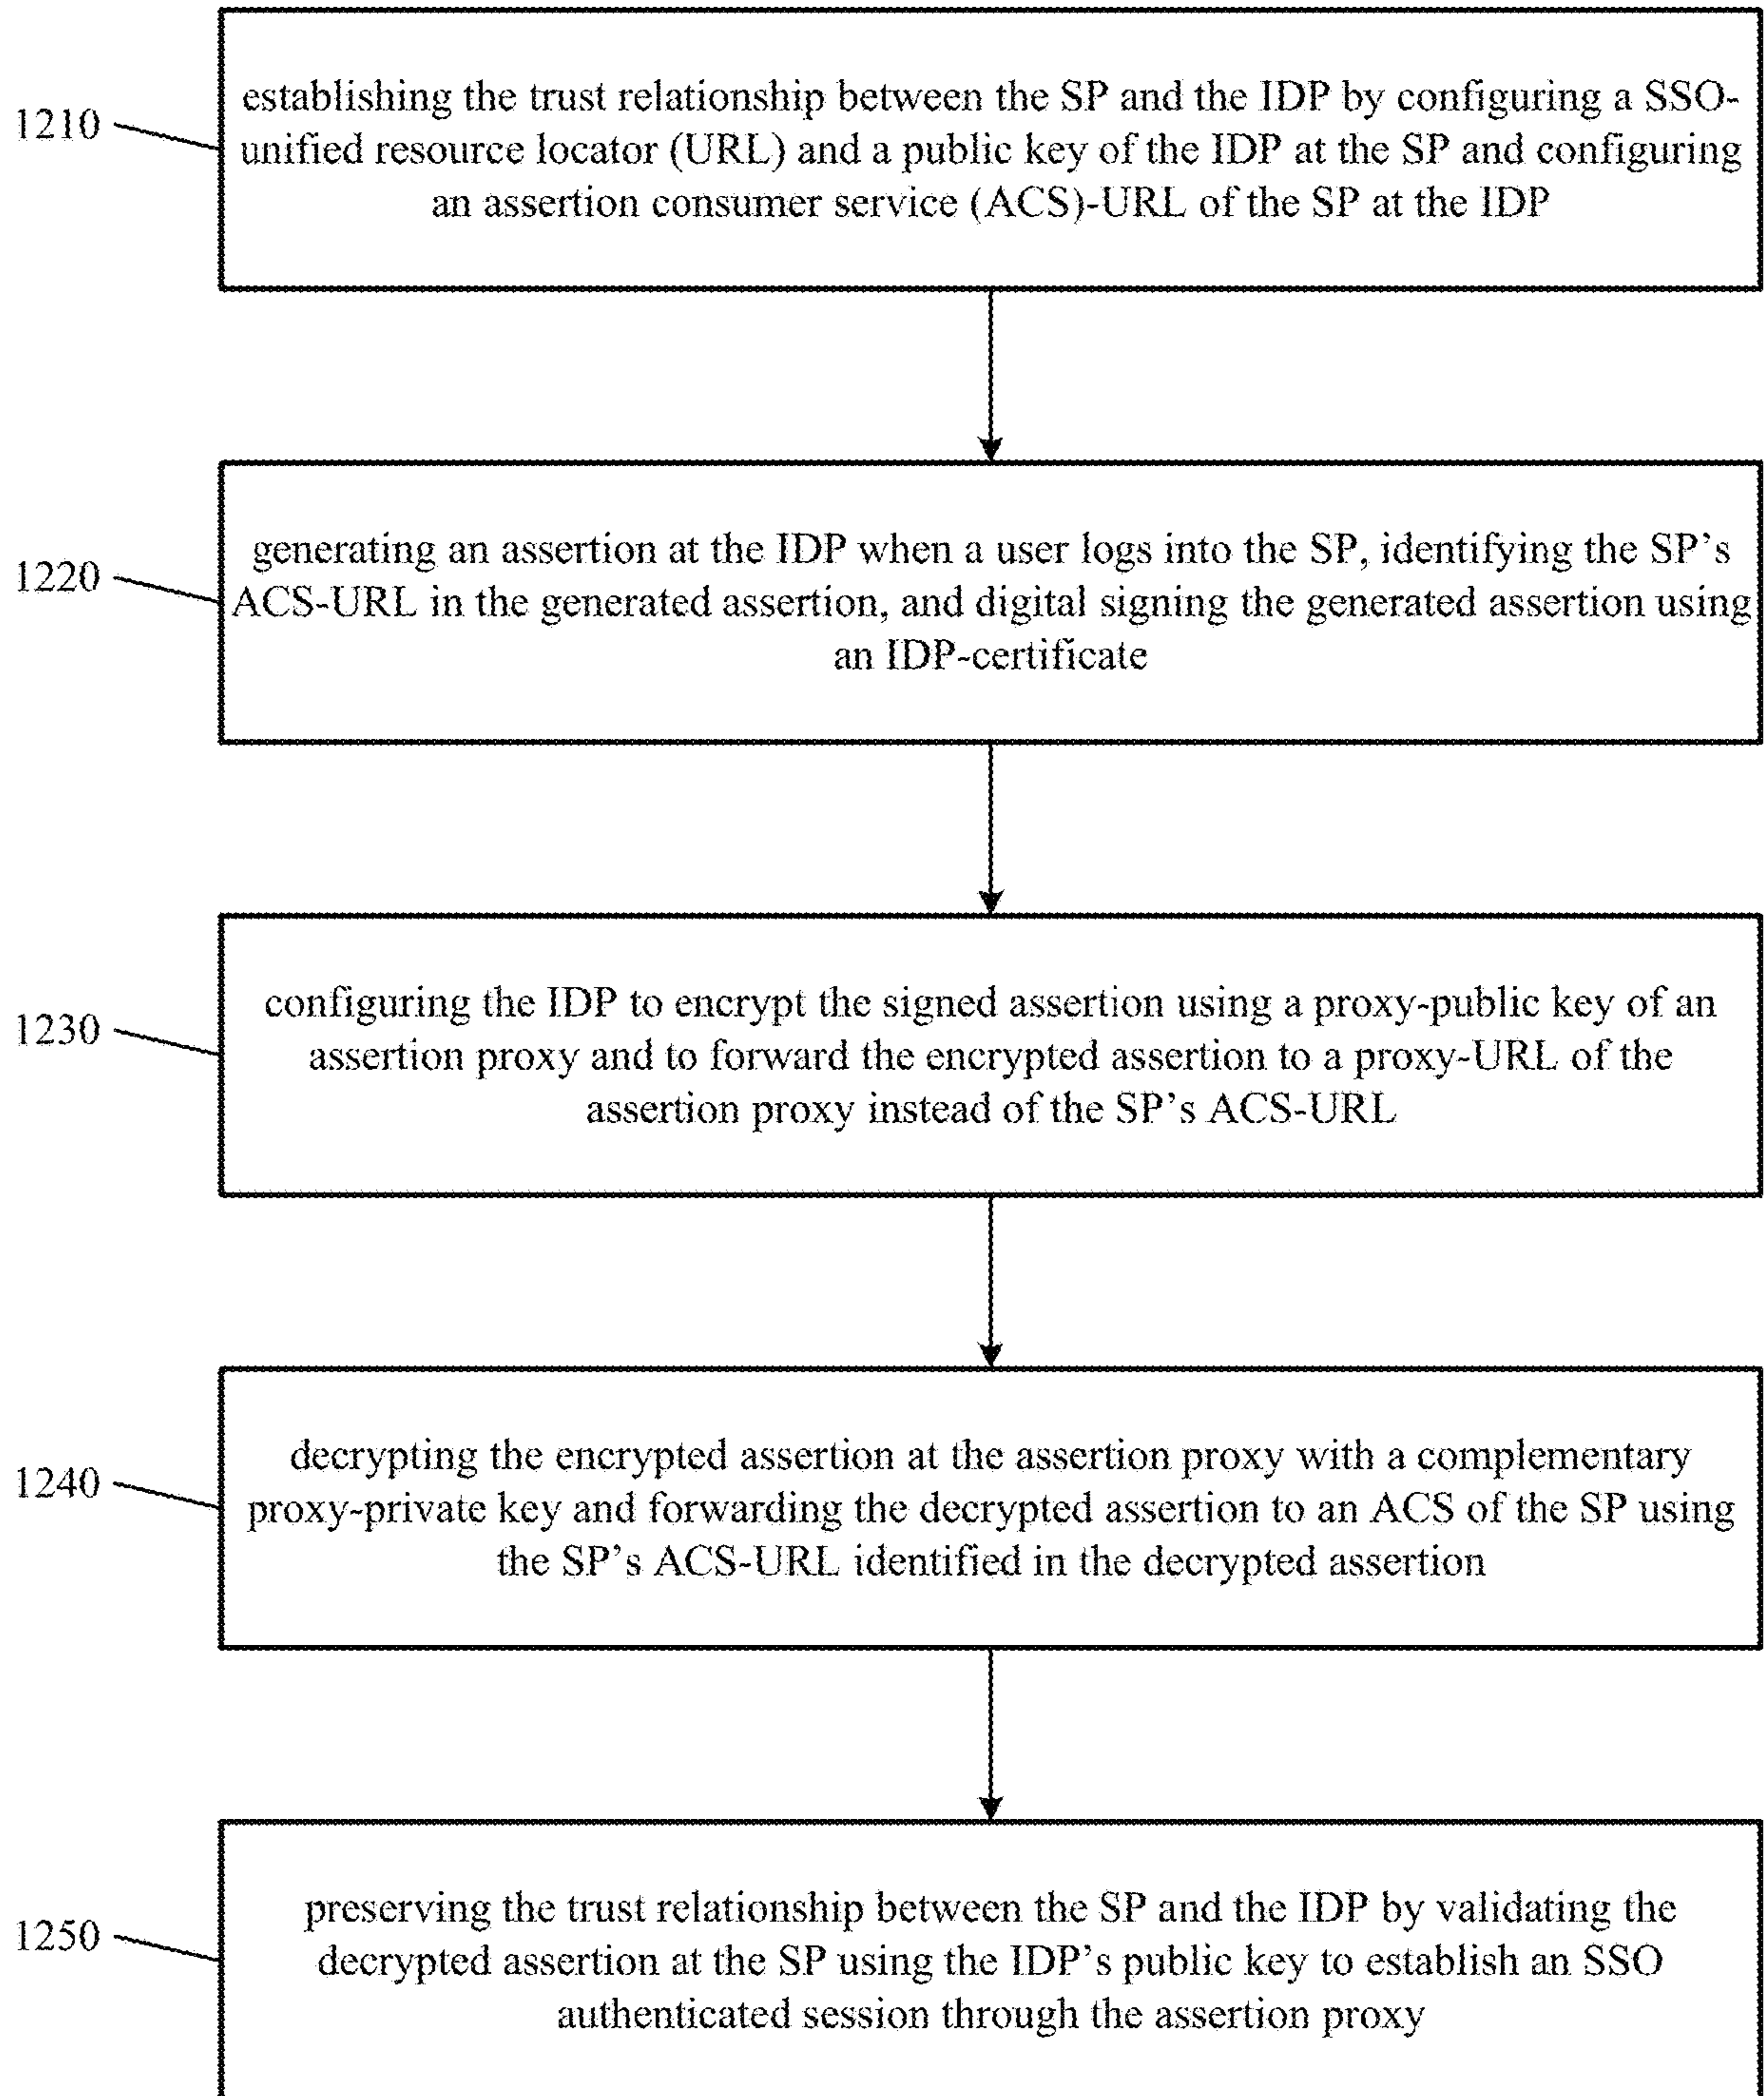 1210
establishing the trust relationship between the SP and the IDP by configuring a SSO-
unified resource locator (URL) and a public key of the IDP at the SP and configuring
an assertion consumer service (ACS)-URL of the SP at the IDP
1220
generating an assertion at the IDP when a user logs into the SP, identifying the SP's
ACS-URL in the generated assertion, and digital signing the generated assertion using
an IDP-certificate
1230
configuring the IDP to encrypt the signed assertion using a proxy-public key of an
assertion proxy and to forward the encrypted assertion to a proxy-URL of the
assertion proxy instead of the SP's ACS-URL
1240
decrypting the encrypted assertion at the assertion proxy with a complementary
proxy-private key and forwarding the decrypted assertion to an ACS of the SP using
the SP's ACS-URL identified in the decrypted assertion
1250
preserving the trust relationship between the SP and the IDP by validating the
decrypted assertion at the SP using the IDP's public key to establish an SSO
authenticated session through the assertion proxy